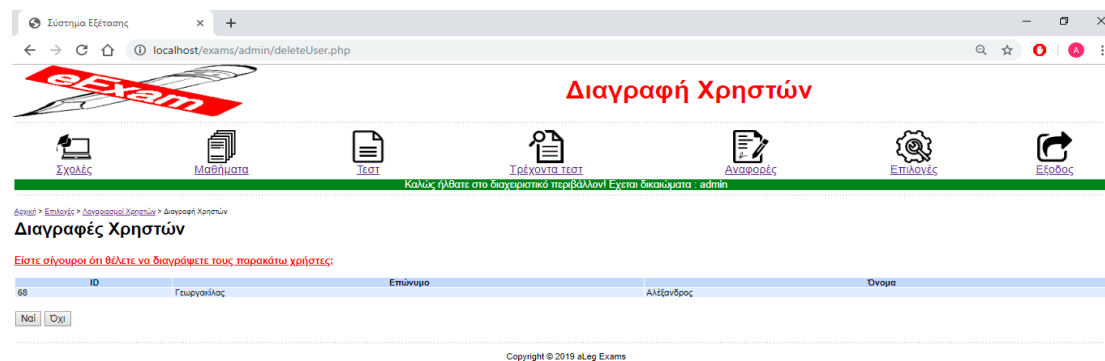 Σύστημα Εξέτασης
localhost/exams/admin/deleteUser.php
A
eExam
Διαγραφή Χρηστών
Σχολές Μαθήματα Τεστ Τρέχοντα τεστ Αναφορές Επιλογές Εξοδος
Καλώς ήλθατε στο διαχειριστικό περιβάλλον! Εχεται δικαιώματα : admin
Αρχική > Επιλογές > Λογαριασμοί Χρηστών > Διαγραφή Χρηστών
Διαγραφές Χρηστών
Είστε σίγουροι ότι θέλετε να διαγράψετε τους παρακάτω χρήστες;
ID Επώνυμο Όνομα
68 Γεωργακίλας Αλέξανδρος
Ναί Όχι
Copyright © 2019 aLeg Exams